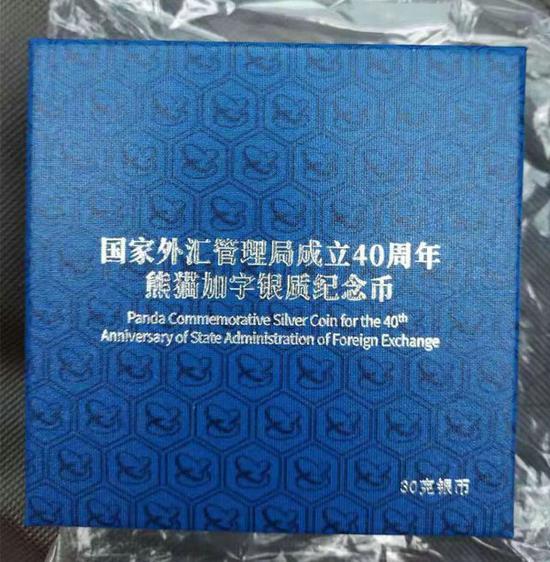 国家外汇管理局成立40周年
熊猫加字银质纪念币
Panda Commemorative Silver Coin for the 40th
Anniversary of State Administration of Foreign Exchange
30克银币